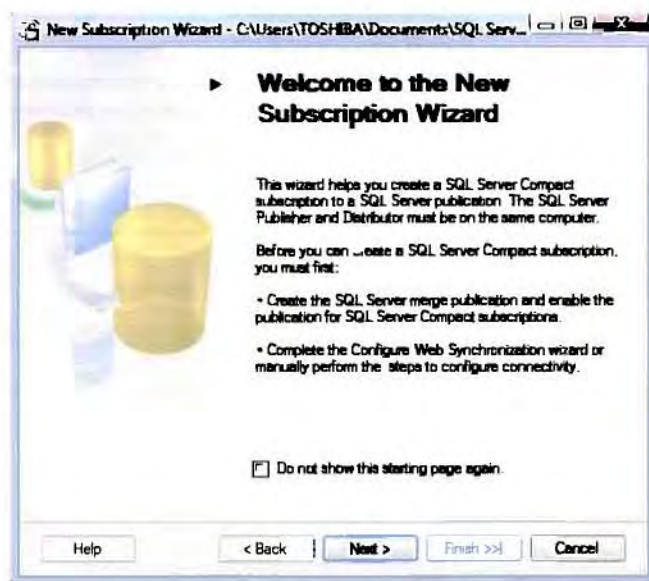 New Subscription Wizard - C:\Users\TOSHIBA\Documents\SQL Serv...
Welcome to the New
Subscription Wizard
This wizard helps you create a SQL Server Compact
subscription to a SQL Server publication. The SQL Server
Publisher and Distributor must be on the same computer.
Before you can create a SQL Server Compact subscription,
you must first:
• Create the SQL Server merge publication and enable the
publication for SQL Server Compact subscriptions.
• Complete the Configure Web Synchronization wizard or
manually perform the steps to configure connectivity.
Do not show this starting page again.
Help
< Back
Next >
Finish >>|
Cancel